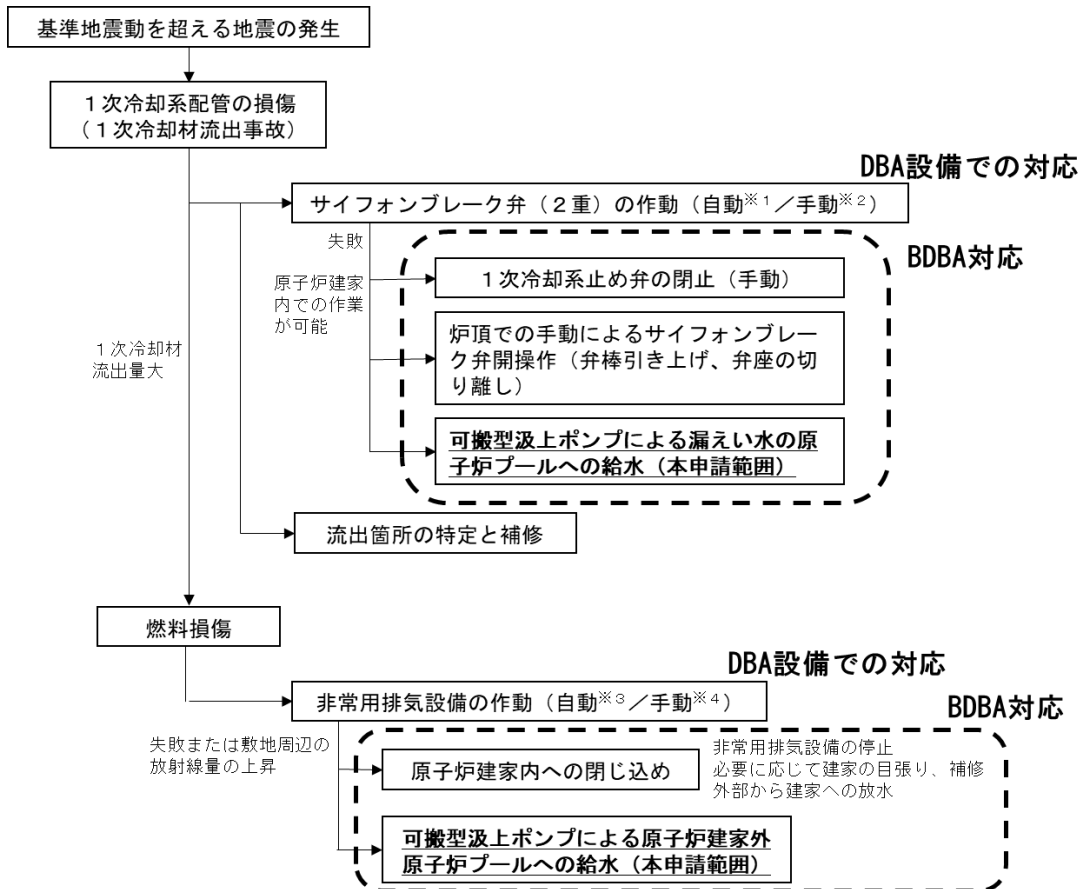 基準地震動を超える地震の発生
１次冷却系配管の損傷
（１次冷却材流出事故）
DBA設備での対応
サイフォンブレーク弁（２重）の作動（自動※１／手動※２）
失敗
BDBA対応
原子炉建家
内での作業
が可能
１次冷却系止め弁の閉止（手動）
炉頂での手動によるサイフォンブレー
ク弁開操作（弁棒引き上げ、弁座の切
り離し）
１次冷却材
流出量大
可搬型汲上ポンプによる漏えい水の原
子炉プールへの給水（本申請範囲）
流出箇所の特定と補修
燃料損傷
DBA設備での対応
非常用排気設備の作動（自動※３／手動※４）
BDBA対応
失敗または敷地周辺の
放射線量の上昇
原子炉建家内への閉じ込め
非常用排気設備の停止
必要に応じて建家の目張り、補修
外部から建家への放水
可搬型汲上ポンプによる原子炉建家外
原子炉プールへの給水（本申請範囲）